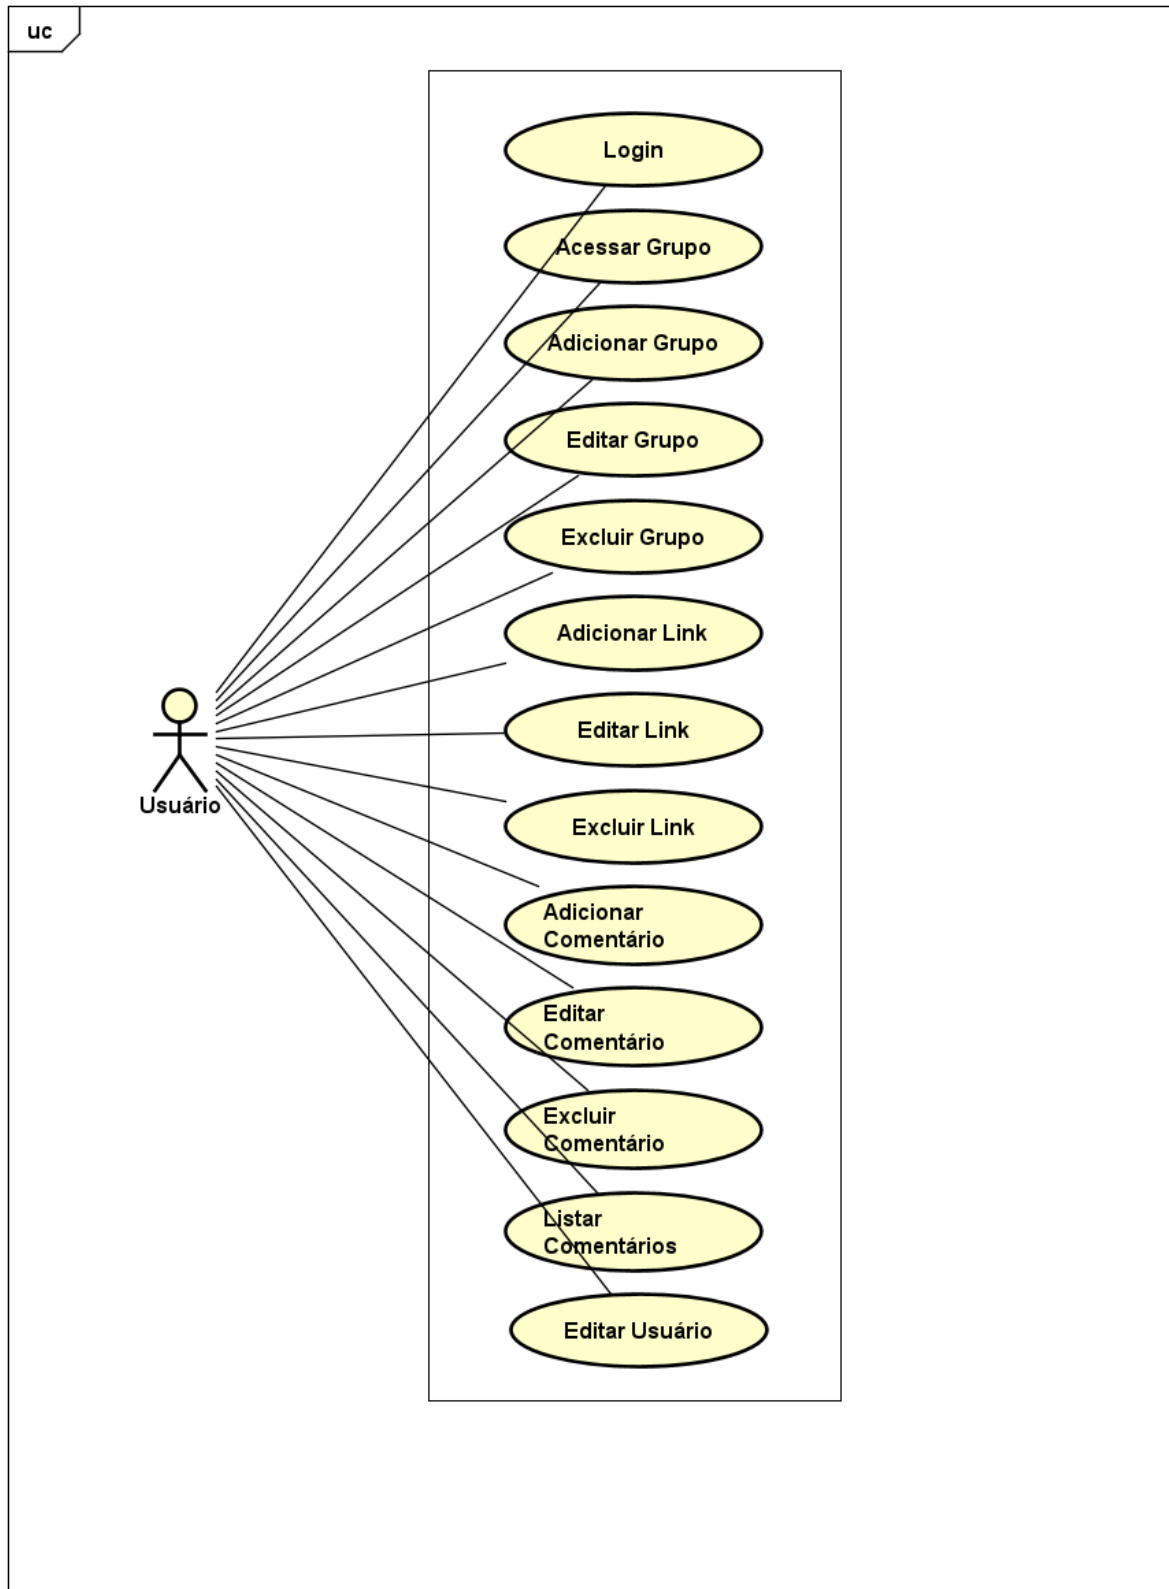 uc
Login
Acessar Grupo
Adicionar Grupo
Editar Grupo
Excluir Grupo
Adicionar Link
Editar Link
Usuário
Excluir Link
Adicionar
Comentário
Editar
Comentário
Excluir
Comentário
Listar
Comentários
Editar Usuário